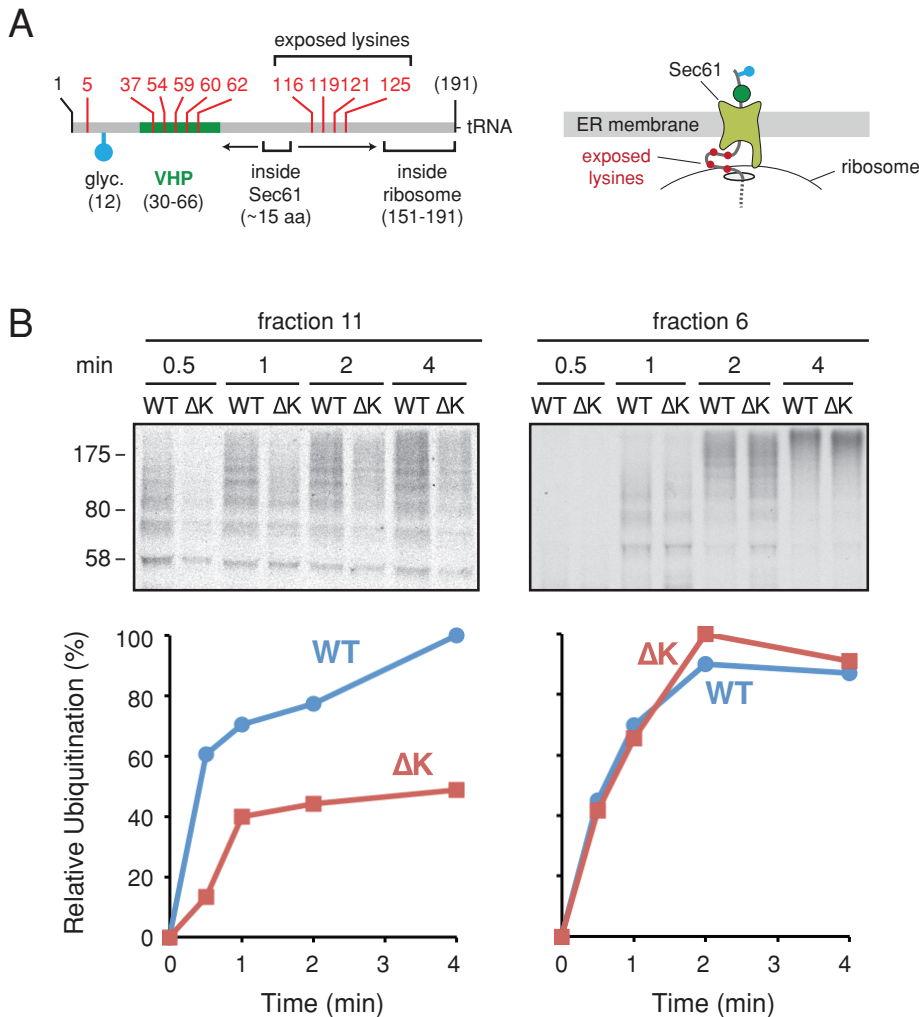 A
exposed lysines
1 5 37 54 59 60 62 116 119 121 125 (191)
tRNA
glyc. (12)
VHP (30-66)
inside Sec61 (~15 aa)
inside ribosome (151-191)
Sec61
ER membrane
exposed lysines
ribosome
B
fraction 11 fraction 6
min 0.5 1 2 4 0.5 1 2 4
WT ΔK WT ΔK WT ΔK WT ΔK WT ΔK WT ΔK WT ΔK WT ΔK
175
80
58
Relative Ubiquitination (%)
100
80
60
40
20
0
WT
ΔK
0 1 2 3 4
Time (min)
ΔK
WT
0 1 2 3 4
Time (min)